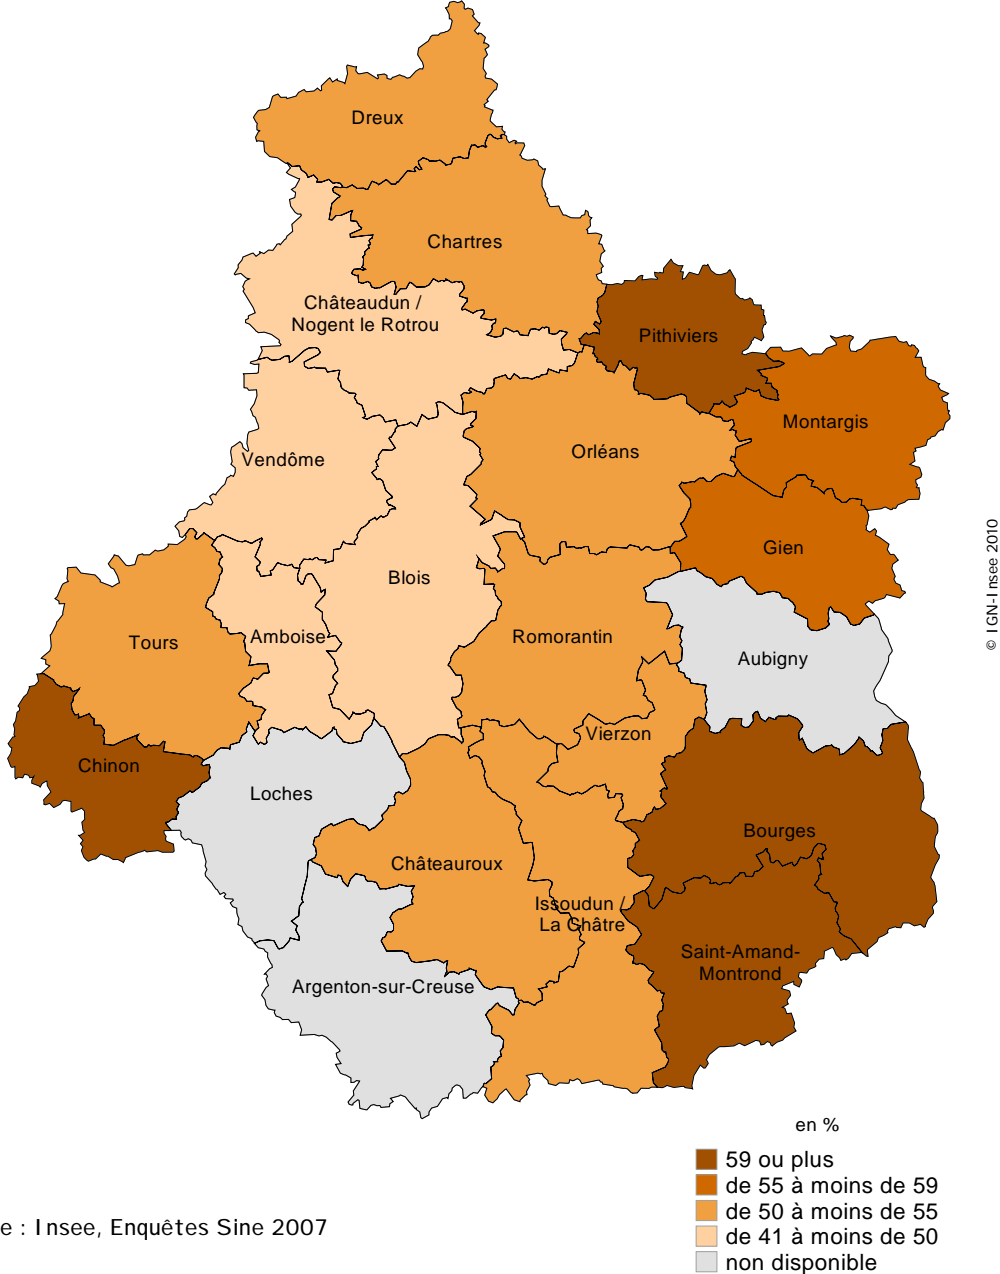 Dreux
Chartres
Châteaudun /
Nogent le Rotrou
Pithiviers
Montargis
Orléans
Vendôme
Gien
Blois
Amboise
Romorantin
Tours
Aubigny
Vierzon
Chinon
Loches
Bourges
Châteauroux
Issoudun /
La Châtre
Saint-Amand-
Montrond
Argenton-sur-Creuse
© IGN-Insee 2010
en %
59 ou plus
de 55 à moins de 59
de 50 à moins de 55
de 41 à moins de 50
non disponible
e : Insee, Enquêtes Sine 2007